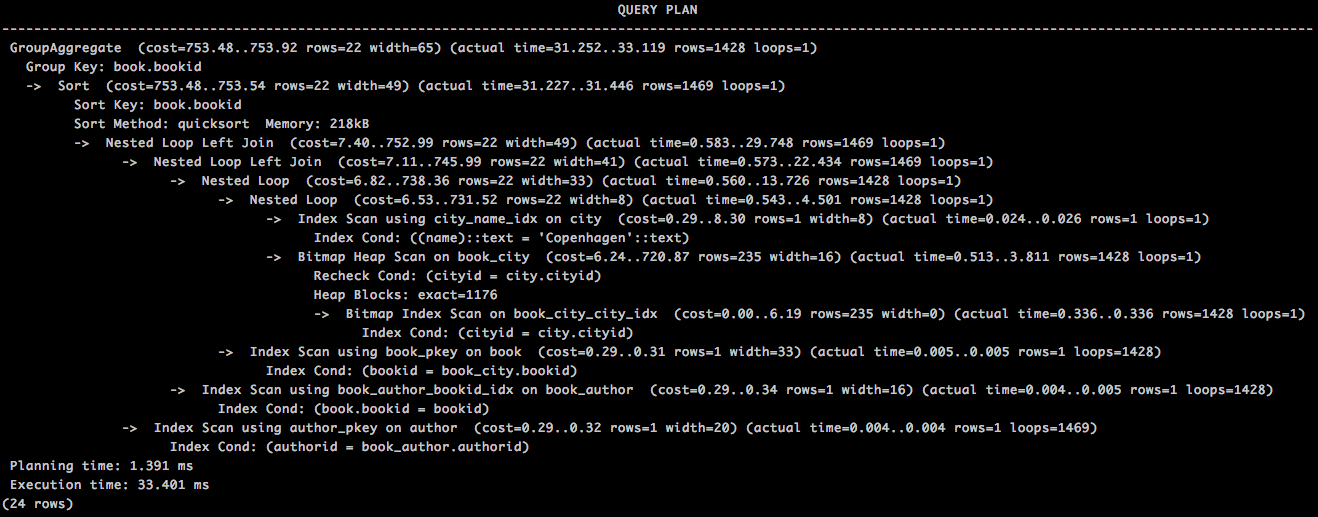 QUERY PLAN
------------------------------------------------------------------------------------------------------------------------------------------------------------------
GroupAggregate  (cost=753.48..753.92 rows=22 width=65) (actual time=31.252..33.119 rows=1428 loops=1)
  Group Key: book.bookid
  ->  Sort  (cost=753.48..753.54 rows=22 width=49) (actual time=31.227..31.446 rows=1469 loops=1)
        Sort Key: book.bookid
        Sort Method: quicksort  Memory: 218kB
        ->  Nested Loop Left Join  (cost=7.40..752.99 rows=22 width=49) (actual time=0.583..29.748 rows=1469 loops=1)
              ->  Nested Loop Left Join  (cost=7.11..745.99 rows=22 width=41) (actual time=0.573..22.434 rows=1469 loops=1)
                    ->  Nested Loop  (cost=6.82..738.36 rows=22 width=33) (actual time=0.560..13.726 rows=1428 loops=1)
                          ->  Nested Loop  (cost=6.53..731.52 rows=22 width=8) (actual time=0.543..4.501 rows=1428 loops=1)
                                ->  Index Scan using city_name_idx on city  (cost=0.29..8.30 rows=1 width=8) (actual time=0.024..0.026 rows=1 loops=1)
                                      Index Cond: ((name)::text = 'Copenhagen'::text)
                                ->  Bitmap Heap Scan on book_city  (cost=6.24..720.87 rows=235 width=16) (actual time=0.513..3.811 rows=1428 loops=1)
                                      Recheck Cond: (cityid = city.cityid)
                                      Heap Blocks: exact=1176
                                      ->  Bitmap Index Scan on book_city_city_idx  (cost=0.00..6.19 rows=235 width=0) (actual time=0.336..0.336 rows=1428 loops=1)
                                            Index Cond: (cityid = city.cityid)
                          ->  Index Scan using book_pkey on book  (cost=0.29..0.31 rows=1 width=33) (actual time=0.005..0.005 rows=1 loops=1428)
                                Index Cond: (bookid = book_city.bookid)
                    ->  Index Scan using book_author_bookid_idx on book_author  (cost=0.29..0.34 rows=1 width=16) (actual time=0.004..0.005 rows=1 loops=1428)
                          Index Cond: (book.bookid = bookid)
              ->  Index Scan using author_pkey on author  (cost=0.29..0.32 rows=1 width=20) (actual time=0.004..0.004 rows=1 loops=1469)
                    Index Cond: (authorid = book_author.authorid)
Planning time: 1.391 ms
Execution time: 33.401 ms
(24 rows)